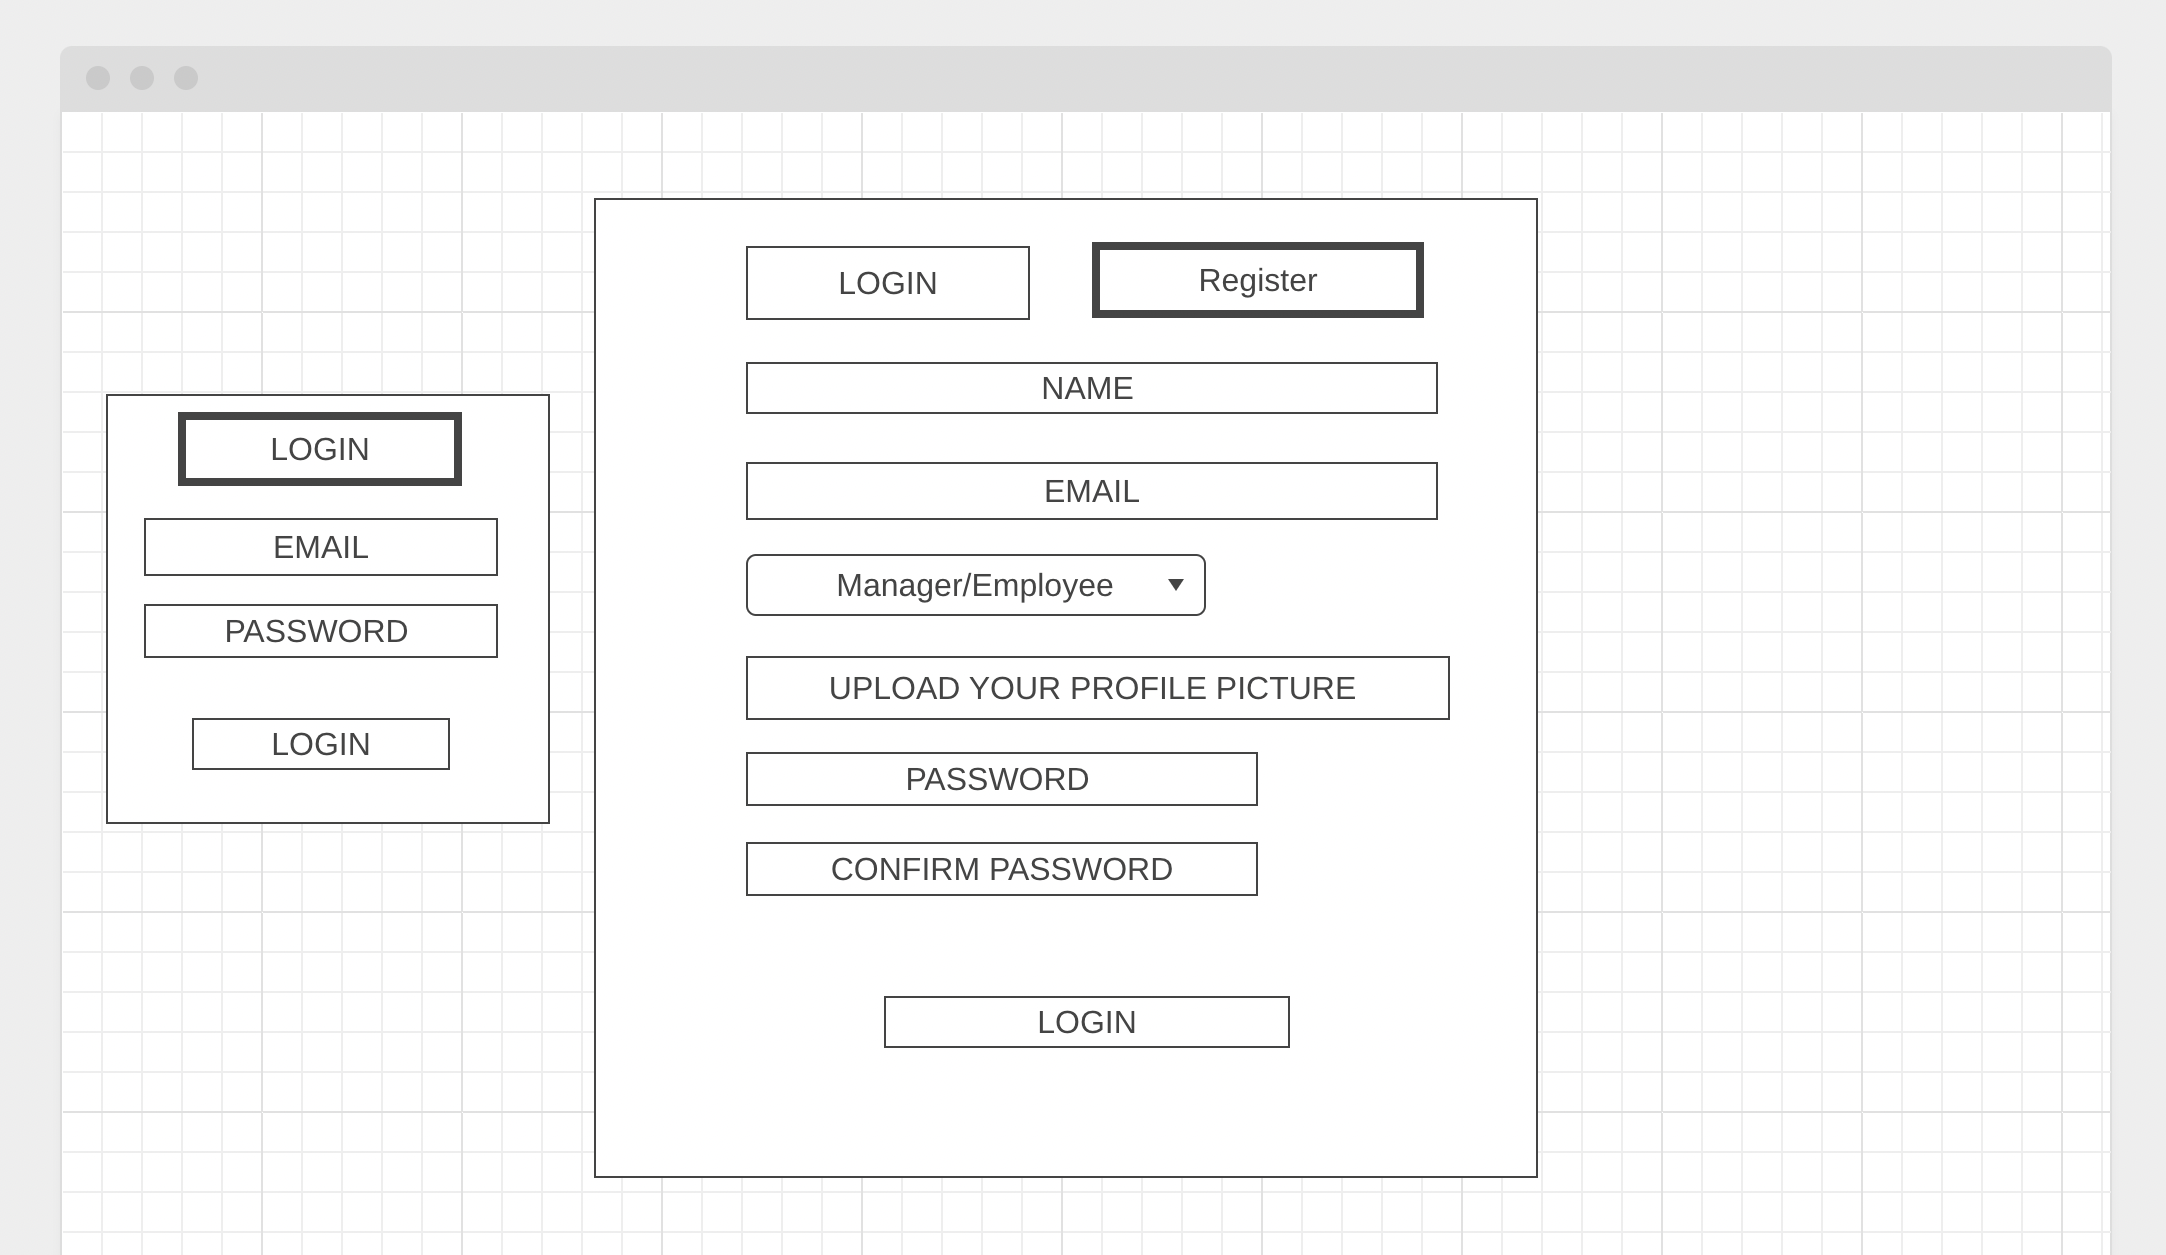 LOGIN
EMAIL
PASSWORD
LOGIN
LOGIN
Register
NAME
EMAIL
Manager/Employee
UPLOAD YOUR PROFILE PICTURE
PASSWORD
CONFIRM PASSWORD
LOGIN